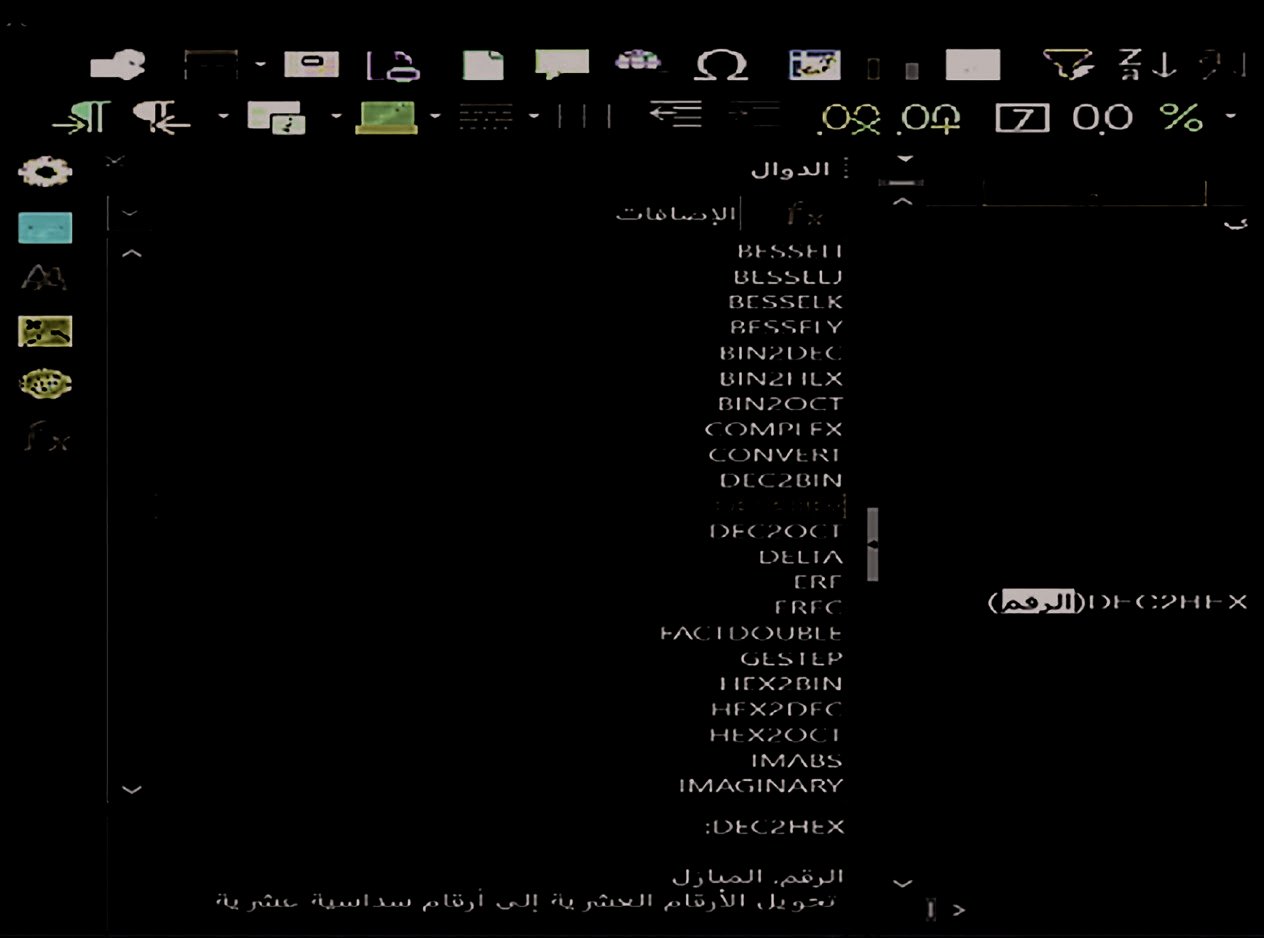 الدوال
الإضافات
BESSELI
BESSELJ
BESSELK
BESSELY
BIN2DEC
BIN2HEX
BIN2OCT
COMPLEX
CONVERT
DEC2BIN
DEC2OCT
DELTA
ERF
ERFC
FACTDOUBLE
GESTEP
HEX2BIN
HEX2DEC
HEX2OCT
IMABS
IMAGINARY
DEC2HEX(الرقم)
DEC2HEX:
الرقم، المنازل
تحويل الأرقام العشرية إلى أرقام سداسية عشرية